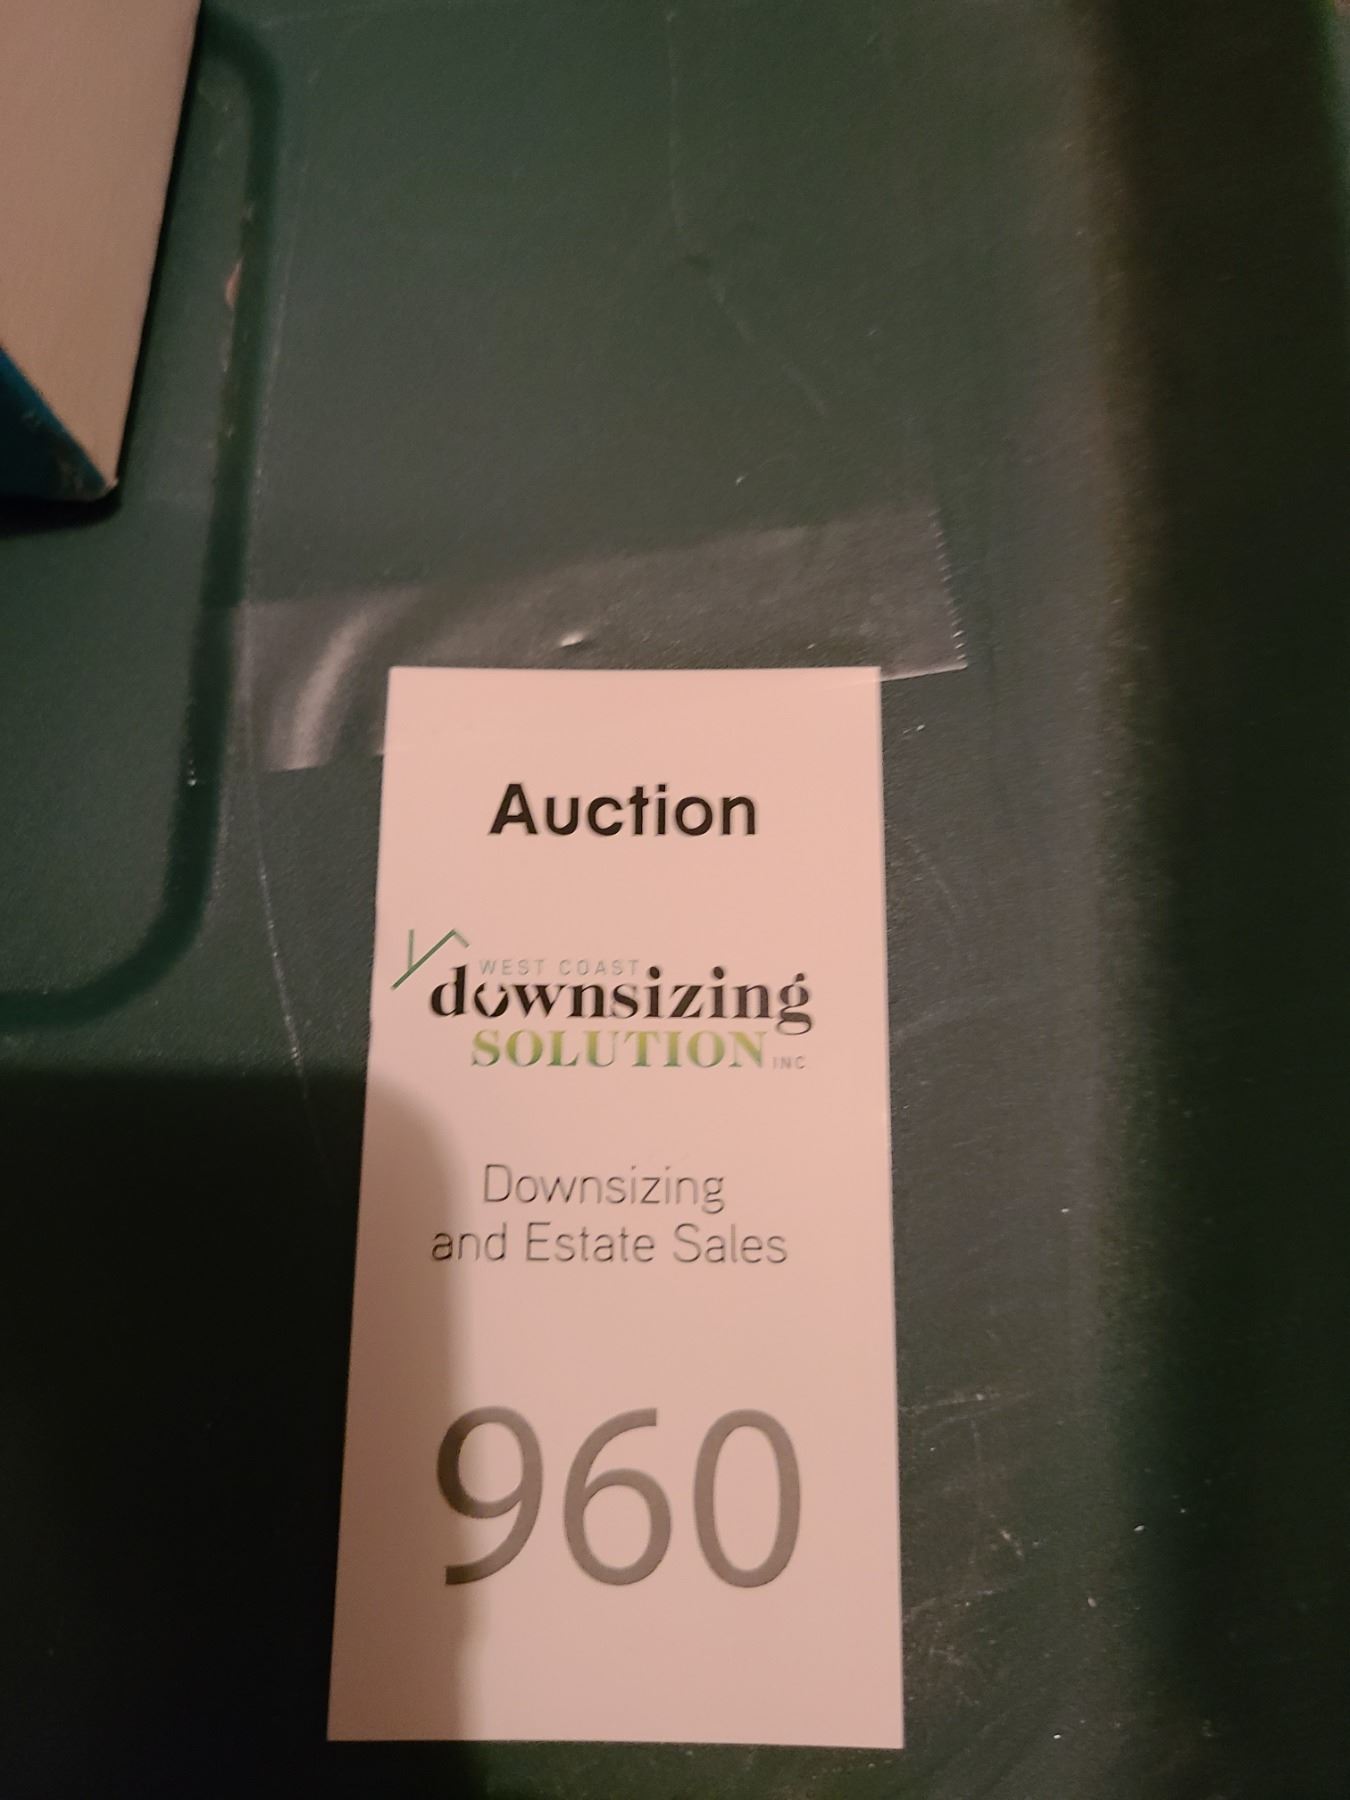 Auction
WEST COAST
downsizing
SOLUTION INC
Downsizing
and Estate Sales
960